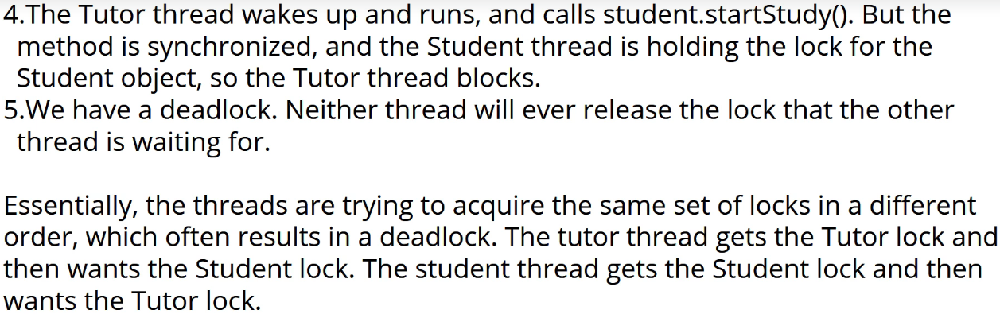 4.The Tutor thread wakes up and runs, and calls student.startStudy(). But the
method is synchronized, and the Student thread is holding the lock for the
Student object, so the Tutor thread blocks.
5.We have a deadlock. Neither thread will ever release the lock that the other
thread is waiting for.
Essentially, the threads are trying to acquire the same set of locks in a different
order, which often results in a deadlock. The tutor thread gets the Tutor lock and
then wants the Student lock. The student thread gets the Student lock and then
wants the Tutor lock.